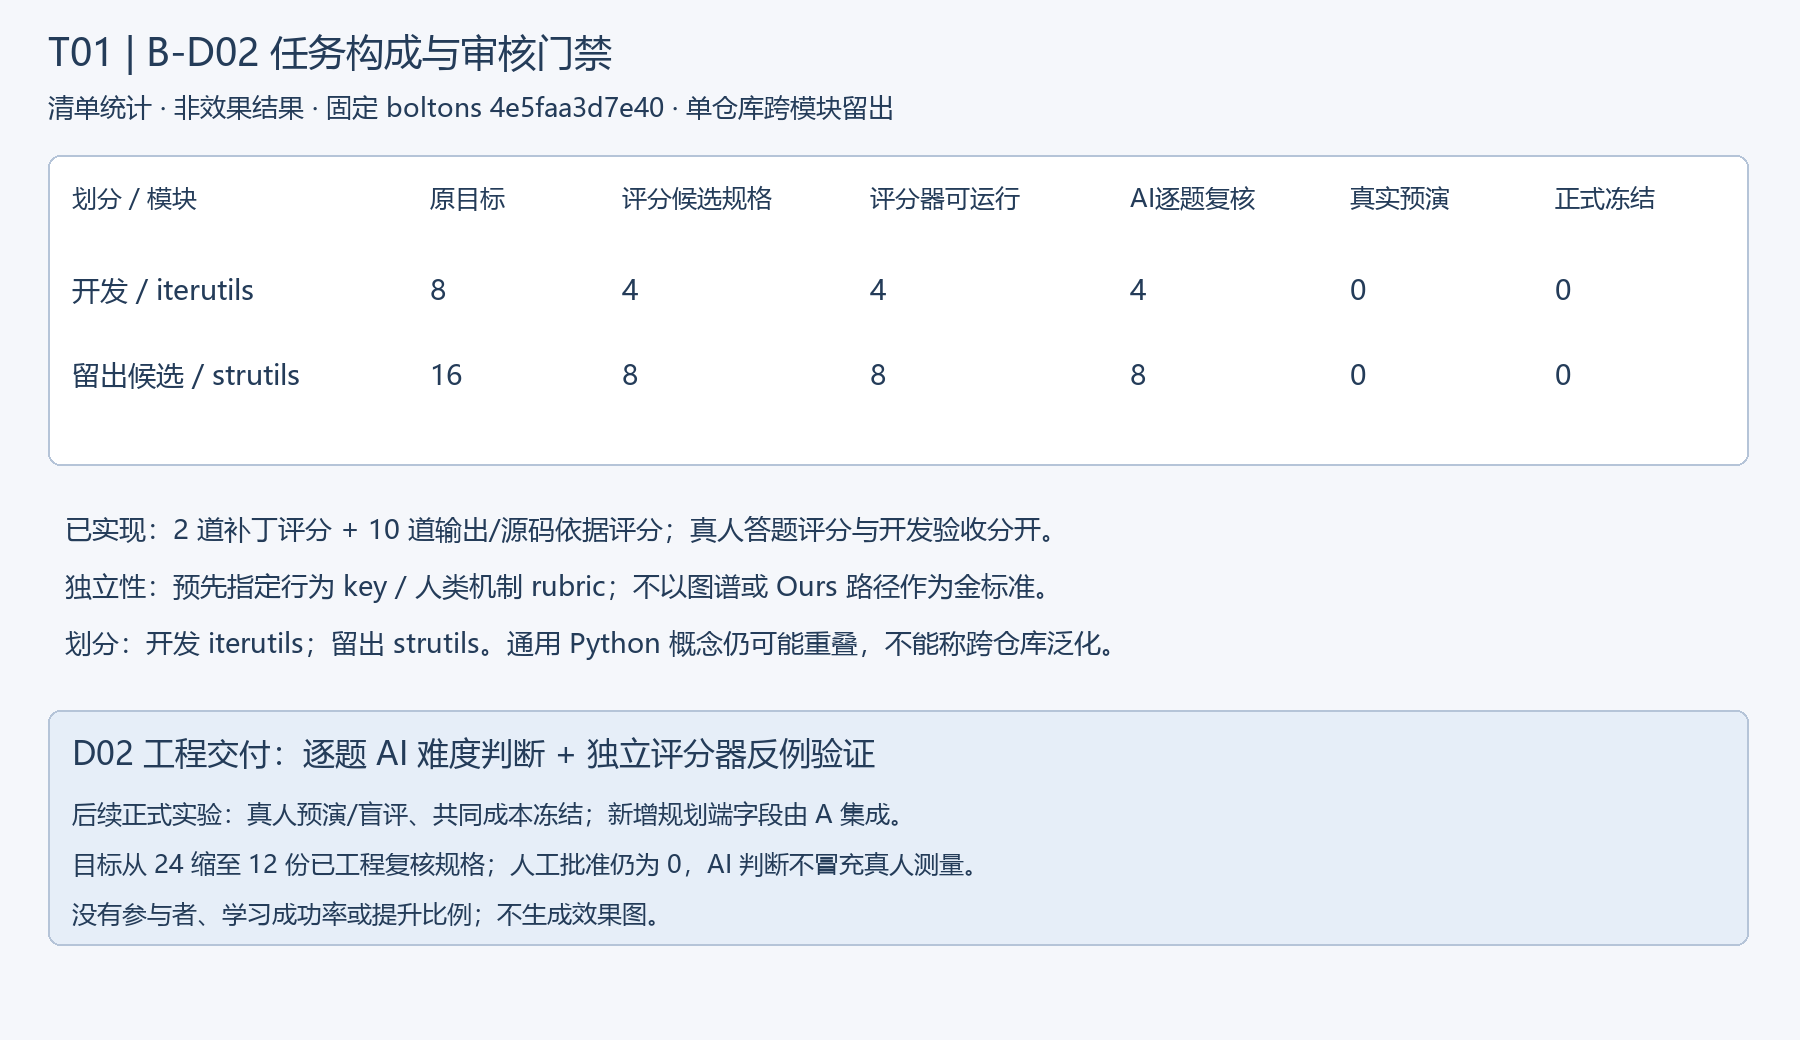 T01 | B-D02 任务构成与审核门禁
清单统计 · 非效果结果 · 固定 boltons 4e5faa3d7e40 · 单仓库跨模块留出
划分 / 模块 原目标 评分候选规格 评分器可运行 AI逐题复核 真实预演 正式冻结
开发 / iterutils 8 4 4 4 0 0
留出候选 / strutils 16 8 8 8 0 0
已实现：2 道补丁评分 + 10 道输出/源码依据评分；真人答题评分与开发验收分开。
独立性：预先指定行为 key / 人类机制 rubric；不以图谱或 Ours 路径作为金标准。
划分：开发 iterutils；留出 strutils。通用 Python 概念仍可能重叠，不能称跨仓库泛化。
D02 工程交付：逐题 AI 难度判断 + 独立评分器反例验证
后续正式实验：真人预演/盲评、共同成本冻结；新增规划端字段由 A 集成。
目标从 24 缩至 12 份已工程复核规格；人工批准仍为 0，AI 判断不冒充真人测量。
没有参与者、学习成功率或提升比例；不生成效果图。